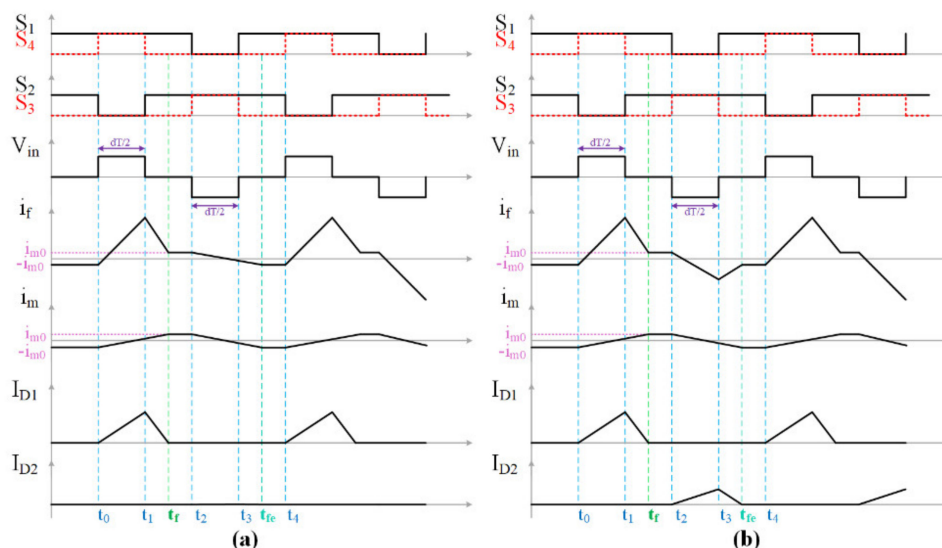 S1
S4
S2
S3
Vin
dT/2
dT/2
if
im0
-im0
im
im0
-im0
ID1
ID2
t0 t1 tf t2 t3 tfe t4
(a)
S1
S4
S2
S3
Vin
dT/2
dT/2
if
im0
-im0
im
im0
-im0
ID1
ID2
t0 t1 tf t2 t3 tfe t4
(b)